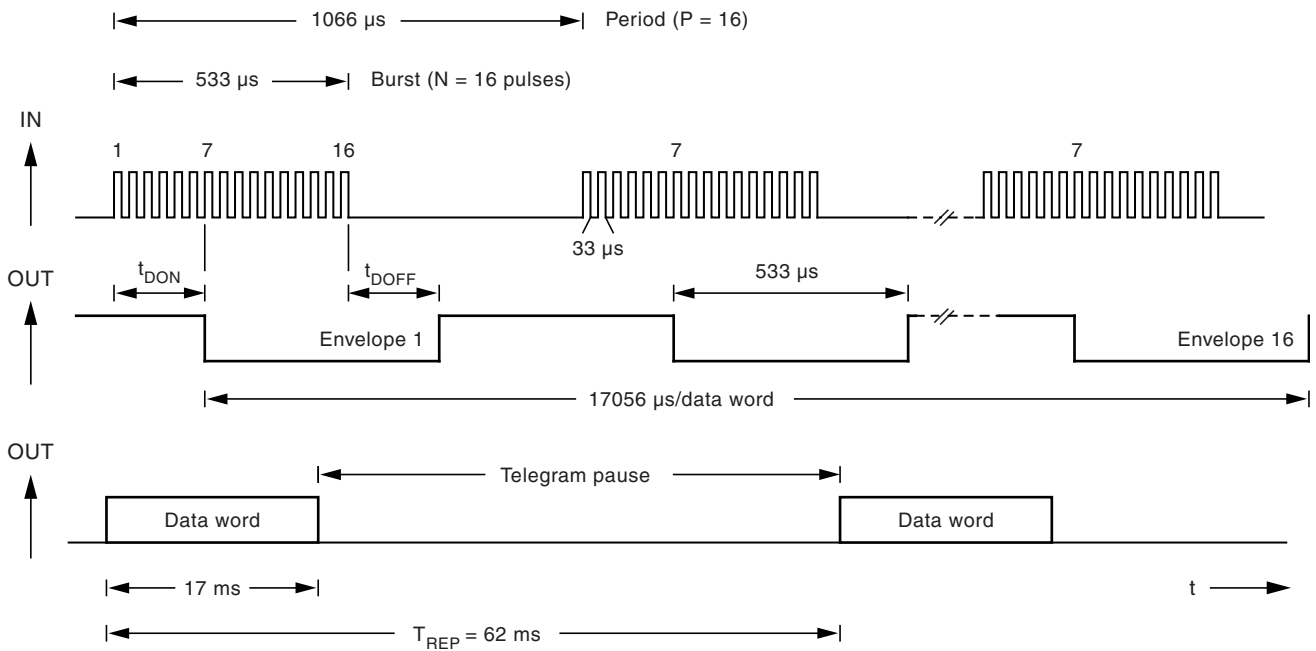 1066 µs Period (P = 16)
533 µs Burst (N = 16 pulses)
IN
1 7 16 7 7
33 µs
tDON tDOFF 533 µs
OUT
Envelope 1 Envelope 16
17056 µs/data word
OUT
Telegram pause
Data word Data word
17 ms t
TREP = 62 ms